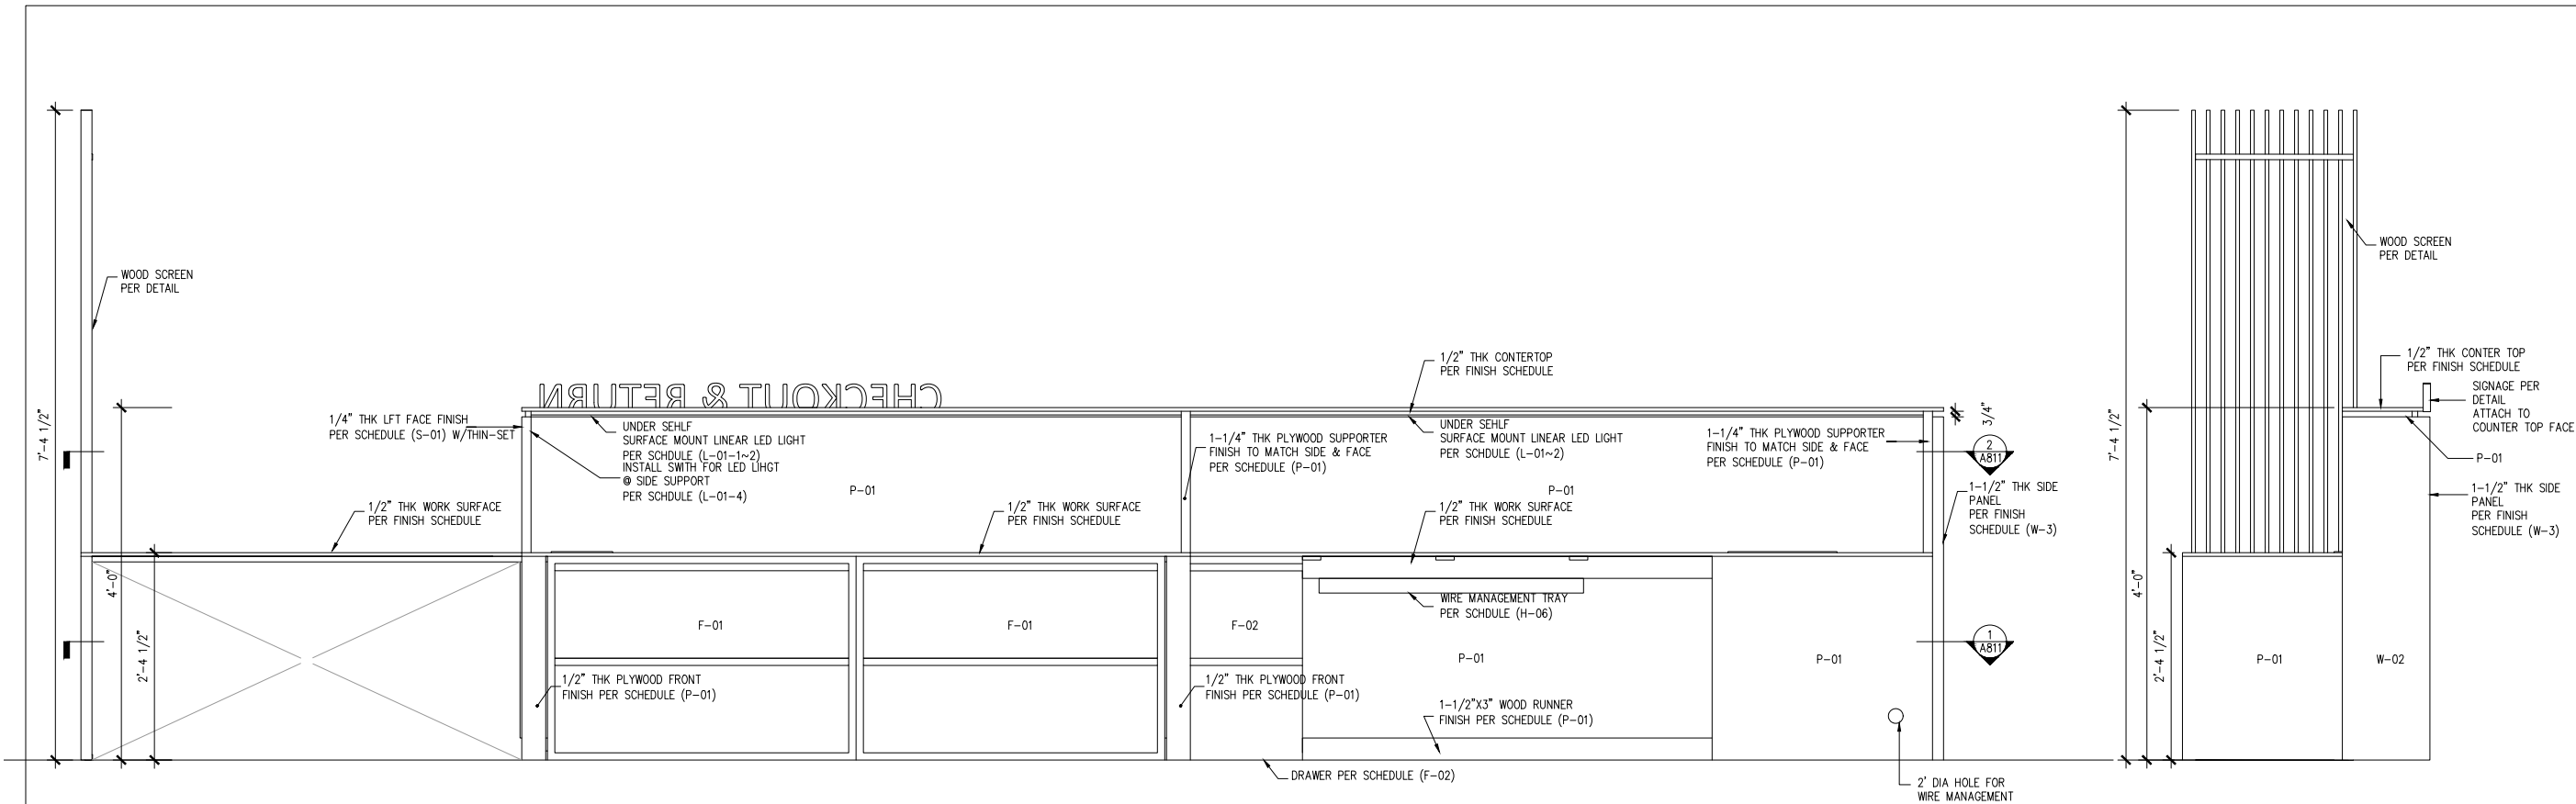 WOOD SCREEN
PER DETAIL
7'-4 1/2"
4'-0"
2'-4 1/2"
1/4" THK LFT FACE FINISH
PER SCHEDULE (S-01) W/THIN-SET
1/2" THK WORK SURFACE
PER FINISH SCHEDULE
CHECKOUT & RETURN
UNDER SEHLF
SURFACE MOUNT LINEAR LED LIGHT
PER SCHDULE (L-01-1~2)
INSTALL SWITH FOR LED LIHGT
@ SIDE SUPPORT
PER SCHDULE (L-01-4)
P-01
1/2" THK WORK SURFACE
PER FINISH SCHEDULE
1-1/4" THK PLYWOOD SUPPORTER
FINISH TO MATCH SIDE & FACE
PER SCHEDULE (P-01)
1/2" THK CONTERTOP
PER FINISH SCHEDULE
UNDER SEHLF
SURFACE MOUNT LINEAR LED LIGHT
PER SCHDULE (L-01~2)
P-01
1/2" THK WORK SURFACE
PER FINISH SCHEDULE
1-1/4" THK PLYWOOD SUPPORTER
FINISH TO MATCH SIDE & FACE
PER SCHEDULE (P-01)
3/4"
2
A811
1-1/2" THK SIDE
PANEL
PER FINISH
SCHEDULE (W-3)
1
A811
F-01
F-01
F-02
WIRE MANAGEMENT TRAY
PER SCHDULE (H-06)
P-01
P-01
1/2" THK PLYWOOD FRONT
FINISH PER SCHEDULE (P-01)
1/2" THK PLYWOOD FRONT
FINISH PER SCHEDULE (P-01)
1-1/2"X3" WOOD RUNNER
FINISH PER SCHEDULE (P-01)
DRAWER PER SCHEDULE (F-02)
2' DIA HOLE FOR
WIRE MANAGEMENT
7'-4 1/2"
4'-0"
2'-4 1/2"
WOOD SCREEN
PER DETAIL
1/2" THK CONTER TOP
PER FINISH SCHEDULE
SIGNAGE PER
DETAIL
ATTACH TO
COUNTER TOP FACE
P-01
1-1/2" THK SIDE
PANEL
PER FINISH
SCHEDULE (W-3)
P-01
W-02